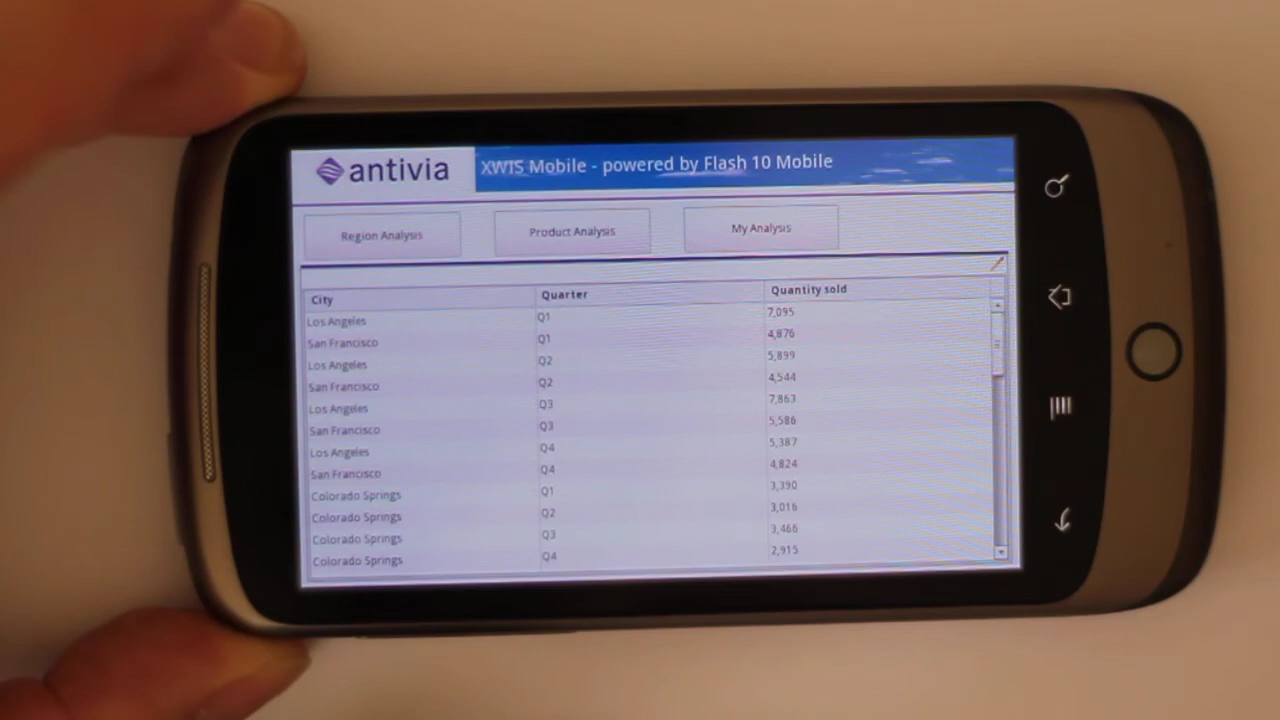 antivia
XWIS Mobile - powered by Flash 10 Mobile
Region Analysis Product Analysis My Analysis
City Quarter Quantity sold
Los Angeles Q1 7,095
San Francisco Q1 4,876
Los Angeles Q2 5,899
San Francisco Q2 4,544
Los Angeles Q3 7,863
San Francisco Q3 5,586
Los Angeles Q4 5,387
San Francisco Q4 4,824
Colorado Springs Q1 3,390
Colorado Springs Q2 3,016
Colorado Springs Q3 3,466
Colorado Springs Q4 2,915